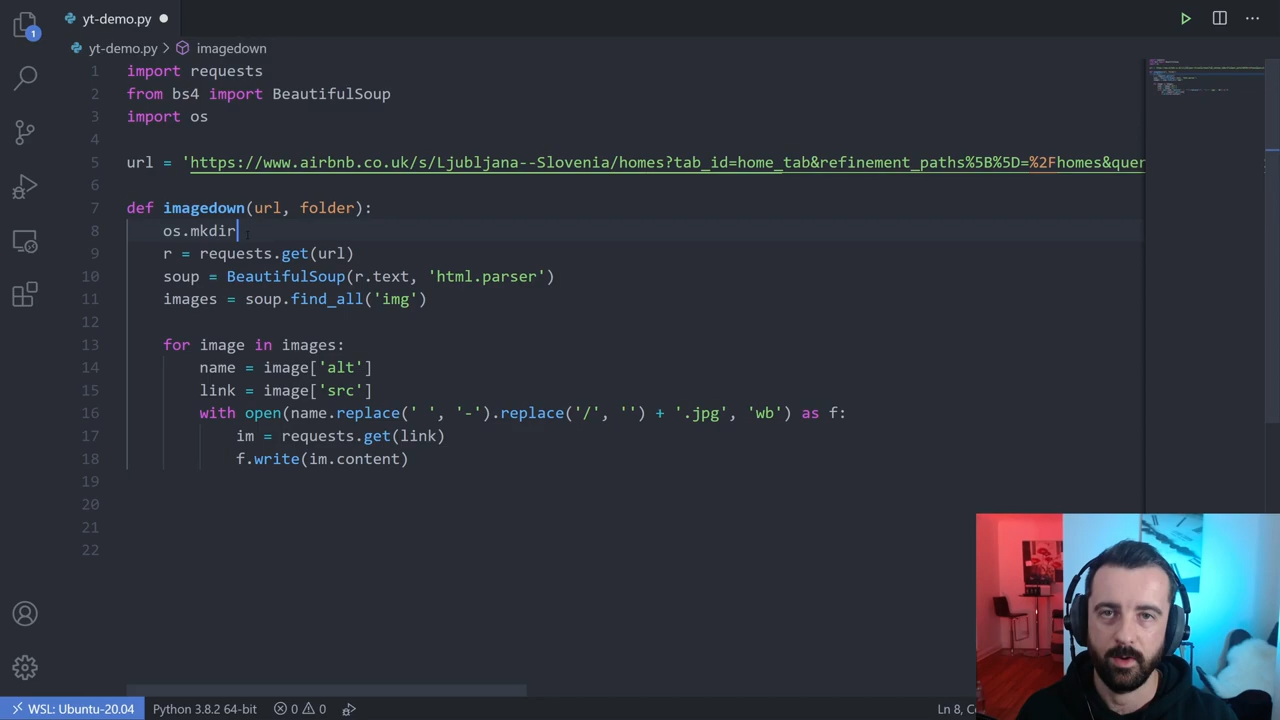 1
yt-demo.py
yt-demo.py > imagedown
1 import requests
2 from bs4 import BeautifulSoup
3 import os
4
5 url = 'https://www.airbnb.co.uk/s/Ljubljana--Slovenia/homes?tab_id=home_tab&refinement_paths%5B%5D=%2Fhomes&quer
6
7 def imagedown(url, folder):
8 os.mkdir
9 r = requests.get(url)
10 soup = BeautifulSoup(r.text, 'html.parser')
11 images = soup.find_all('img')
12
13 for image in images:
14 name = image['alt']
15 link = image['src']
16 with open(name.replace(' ', '-').replace('/', '') + '.jpg', 'wb') as f:
17 im = requests.get(link)
18 f.write(im.content)
19
20
21
22
WSL: Ubuntu-20.04 Python 3.8.2 64-bit 0 0 Ln 8, C